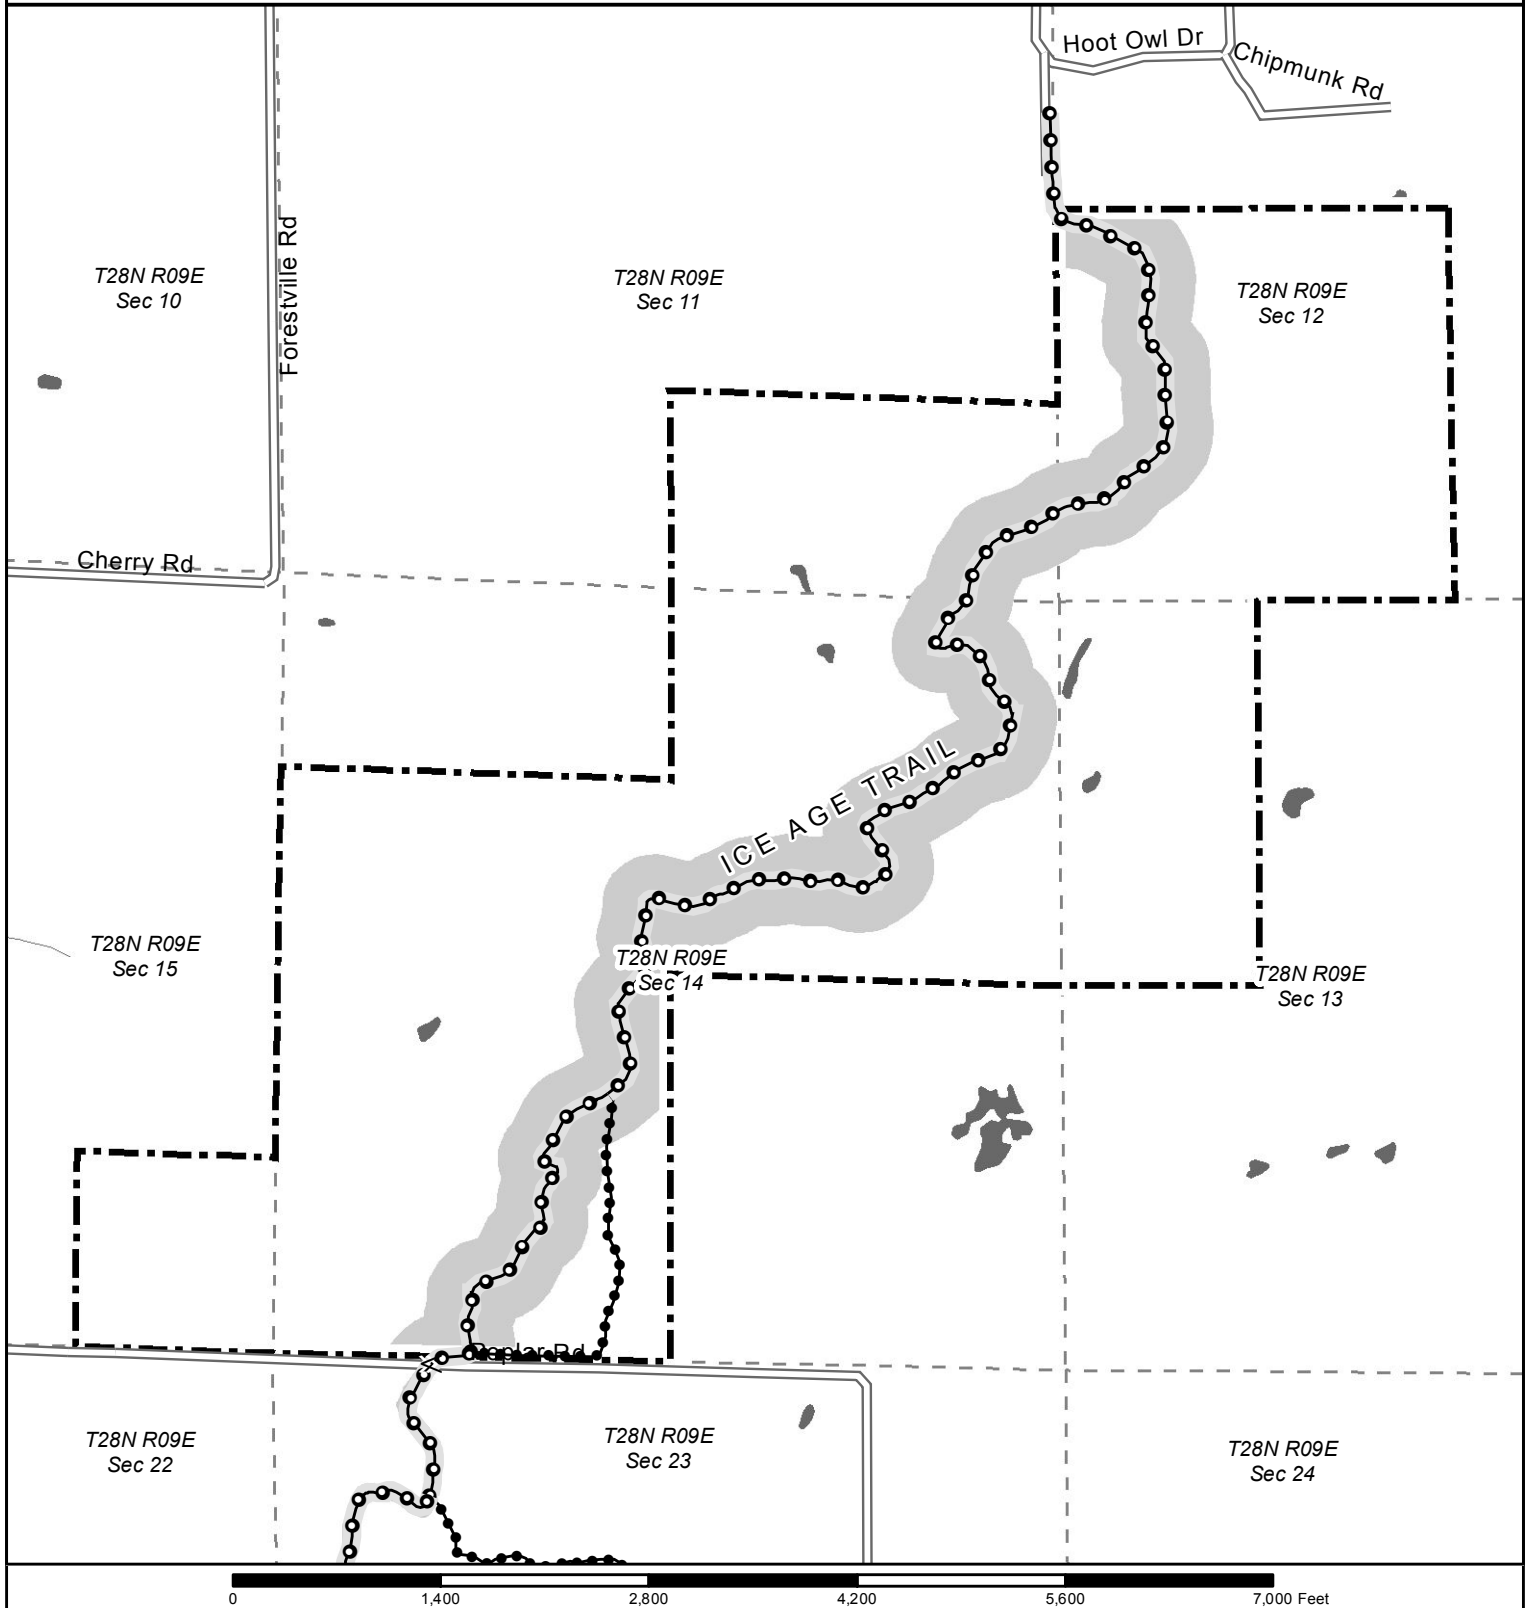 Hoot Owl Dr
Chipmunk Rd
Forestville Rd
T28N R09E
Sec 10
T28N R09E
Sec 11
T28N R09E
Sec 12
Cherry Rd
ICE AGE TRAIL
T28N R09E
Sec 15
T28N R09E
Sec 14
T28N R09E
Sec 13
Poplar Rd
T28N R09E
Sec 22
T28N R09E
Sec 23
T28N R09E
Sec 24
0 1,400 2,800 4,200 5,600 7,000 Feet